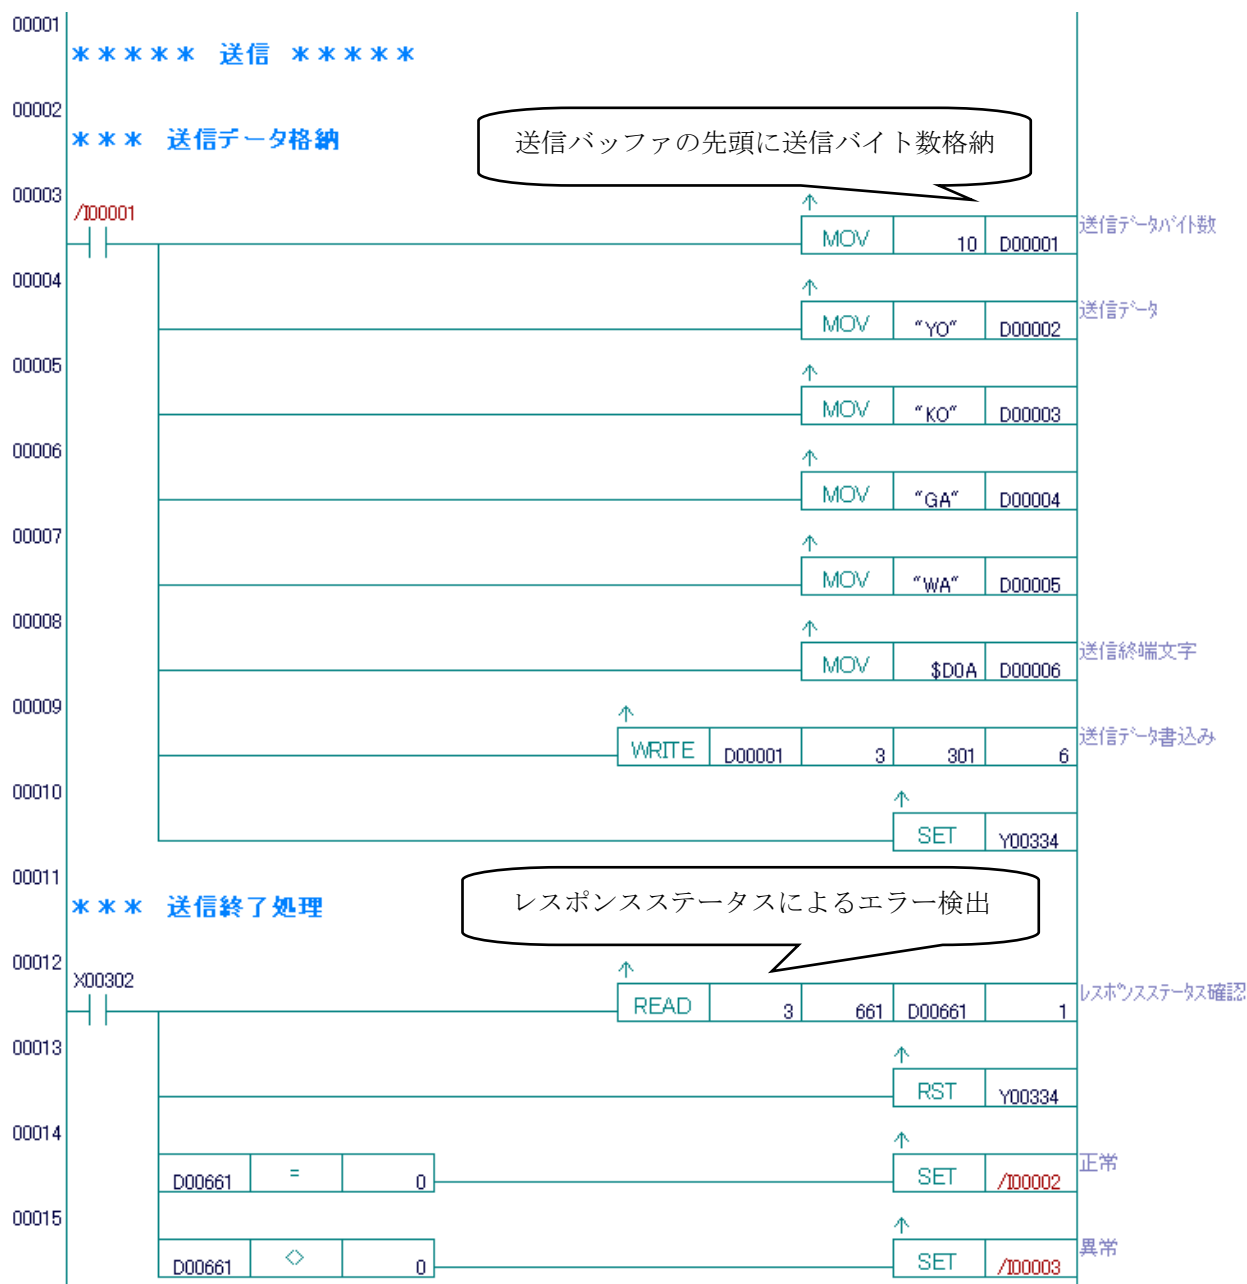 00001
＊＊＊＊＊ 送信 ＊＊＊＊＊
00002
＊＊＊ 送信データ格納
送信バッファの先頭に送信バイト数格納
00003
/I00001
↑
MOV 10 D00001 送信ﾃﾞｰﾀﾊﾞｲﾄ数
00004
↑
MOV "YO" D00002 送信ﾃﾞｰﾀ
00005
↑
MOV "KO" D00003
00006
↑
MOV "GA" D00004
00007
↑
MOV "WA" D00005
00008
↑
MOV $D0A D00006 送信終端文字
00009
↑
WRITE D00001 3 301 6 送信ﾃﾞｰﾀ書込み
00010
↑
SET Y00334
00011
＊＊＊ 送信終了処理
レスポンスステータスによるエラー検出
00012
X00302
↑
READ 3 661 D00661 1 ﾚｽﾎﾟﾝｽｽﾃｰﾀｽ確認
00013
↑
RST Y00334
00014
↑
D00661 = 0 SET /I00002 正常
00015
↑
D00661 <> 0 SET /I00003 異常